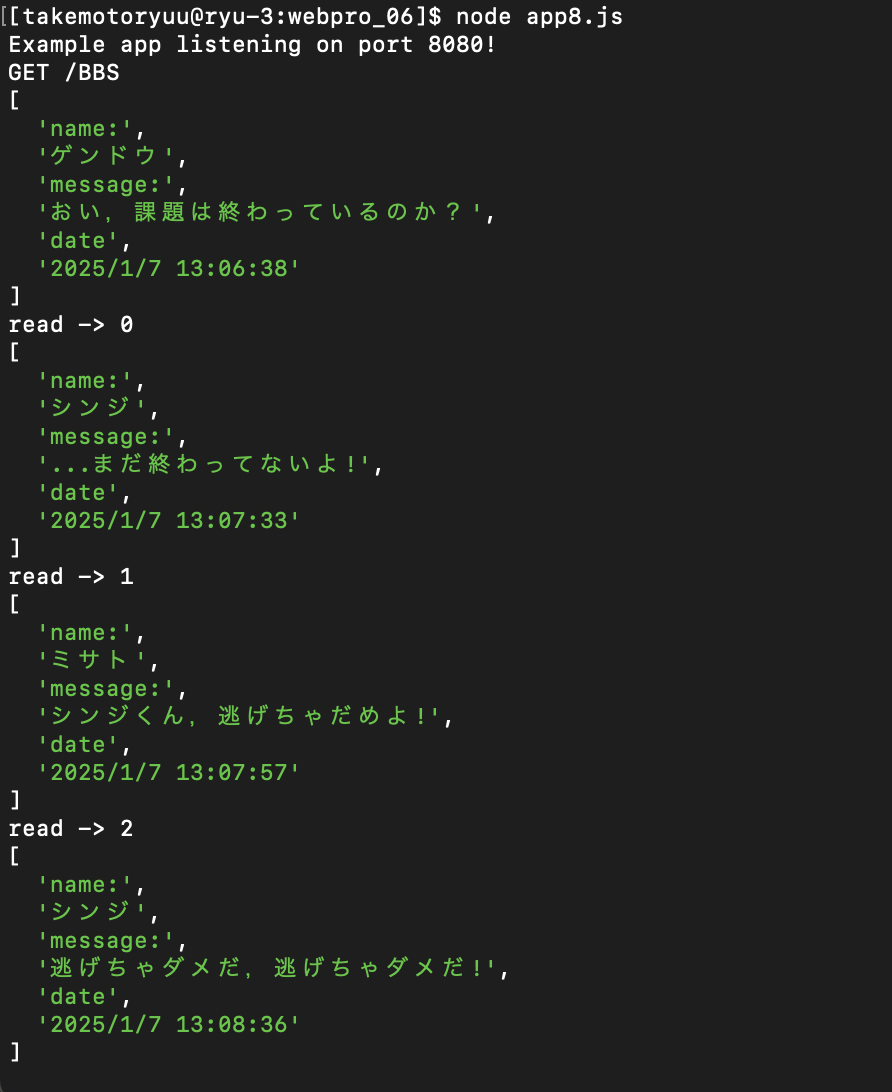 [[takemotoryuu@ryu-3:webpro_06]$ node app8.js
Example app listening on port 8080!
GET /BBS
[
  'name:',
  'ゲンドウ',
  'message:',
  'おい, 課題は終わっているのか？',
  'date',
  '2025/1/7 13:06:38'
]
read -> 0
[
  'name:',
  'シンジ',
  'message:',
  '...まだ終わってないよ!',
  'date',
  '2025/1/7 13:07:33'
]
read -> 1
[
  'name:',
  'ミサト',
  'message:',
  'シンジくん, 逃げちゃだめよ!',
  'date',
  '2025/1/7 13:07:57'
]
read -> 2
[
  'name:',
  'シンジ',
  'message:',
  '逃げちゃダメだ, 逃げちゃダメだ!',
  'date',
  '2025/1/7 13:08:36'
]